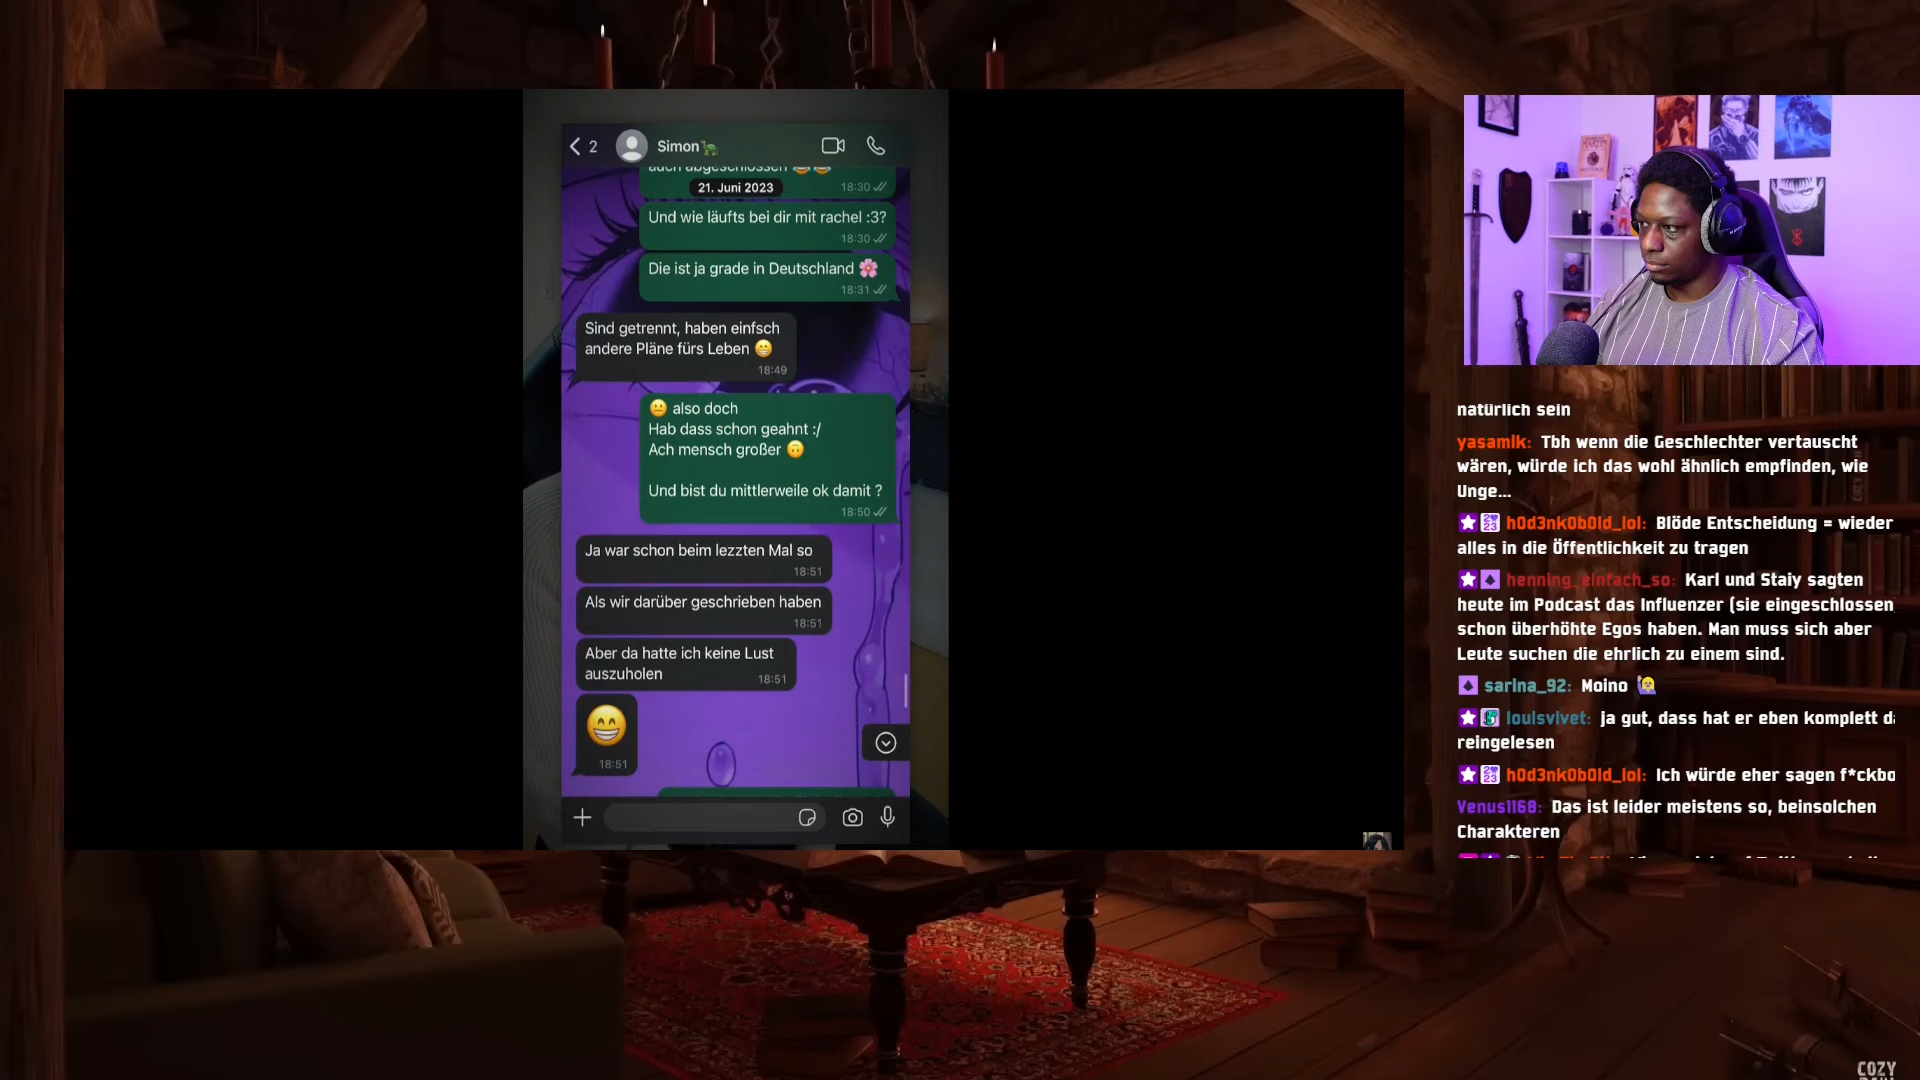 2 Simon
auch abgeschlossen
18:30
21. Juni 2023
Und wie läufts bei dir mit rachel :3?
18:30
Die ist ja grade in Deutschland 🌸
18:31
Sind getrennt, haben einfsch
andere Pläne fürs Leben 😁
18:49
😐 also doch
Hab dass schon geahnt :/
Ach mensch großer 🙃
Und bist du mittlerweile ok damit ?
18:50
Ja war schon beim lezzten Mal so
18:51
Als wir darüber geschrieben haben
18:51
Aber da hatte ich keine Lust
auszuholen
18:51
😁
18:51
natürlich sein
yasamik: Tbh wenn die Geschlechter vertauscht
wären, würde ich das wohl ähnlich empfinden, wie
Unge...
h0d3nk0b0ld_lol: Blöde Entscheidung = wieder
alles in die Öffentlichkeit zu tragen
henning_einfach_so: Karl und Staiy sagten
heute im Podcast das Influenzer (sie eingeschlossen
schon überhöhte Egos haben. Man muss sich aber
Leute suchen die ehrlich zu einem sind.
sarina_92: Moino
louisvivet: ja gut, dass hat er eben komplett
reingelesen
h0d3nk0b0ld_lol: Ich würde eher sagen f*ckbo
Venus1168: Das ist leider meistens so, beinsolchen
Charakteren
COZY